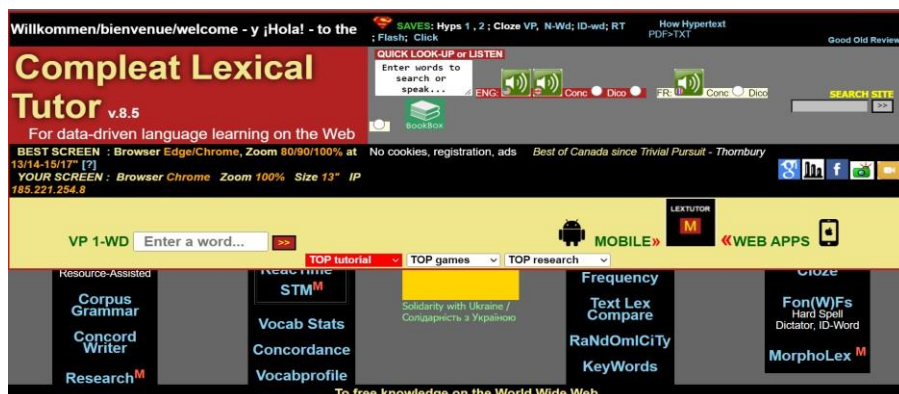 Willkommen/bienvenue/welcome - y ¡Hola! - to the
SAVES: Hyps 1 , 2 ; Cloze VP, N-Wd; ID-wd; RT
; Flash; Click
How Hypertext
PDF>TXT
Good Old Review
Compleat Lexical
Tutor v.8.5
For data-driven language learning on the Web
QUICK LOOK-UP or LISTEN
Enter words to
search or
speak...
ENG:
Conc Dico
FR:
Conc Dico
BookBox
SEARCH SITE
>>
BEST SCREEN : Browser Edge/Chrome, Zoom 80/90/100% at
13/14-15/17" [?]
YOUR SCREEN : Browser Chrome Zoom 100% Size 13" IP
185.221.254.8
No cookies, registration, ads Best of Canada since Trivial Pursuit - Thornbury
VP 1-WD Enter a word... >>
MOBILE»
LEXTUTOR
M
«WEB APPS
TOP tutorial
TOP games
TOP research
Resource-Assisted
Corpus
Grammar
Concord
Writer
Research M
ReacTime
STM M
Vocab Stats
Concordance
Vocabprofile
Solidarity with Ukraine /
Солідарність з Україною
Frequency
Text Lex
Compare
RaNdOmICiTy
KeyWords
Cloze
Fon(W)Fs
Hard Spell
Dictator, ID-Word
MorphoLex M
To free knowledge on the World Wide Web